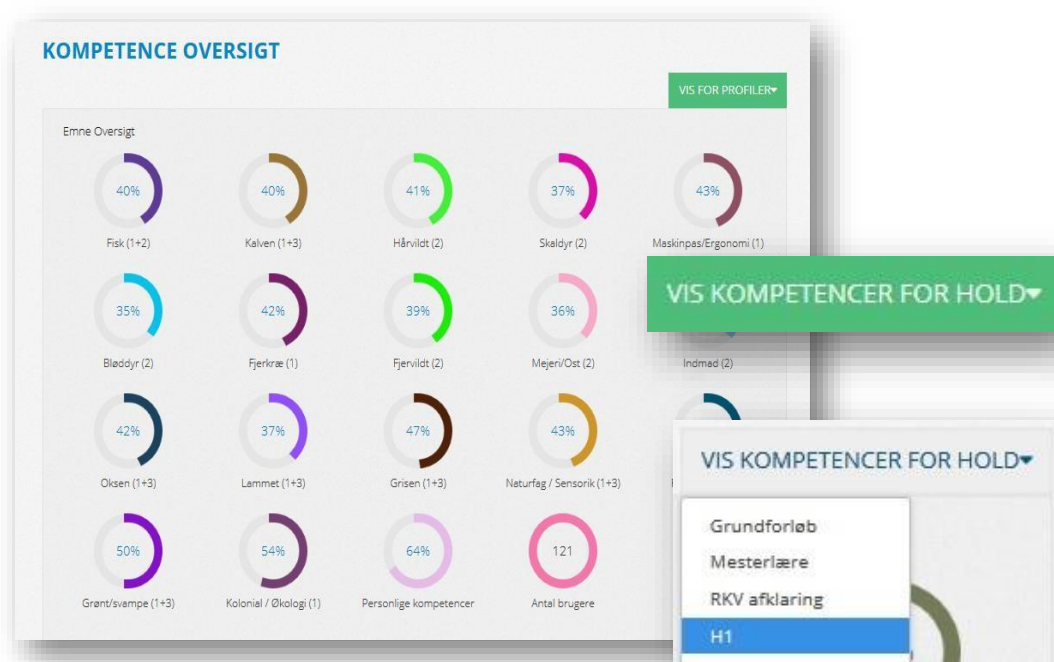 KOMPETENCE OVERSIGT
VIS FOR PROFILER
Emne Oversigt
40%
40%
41%
37%
43%
Fisk (1+2)
Kalven (1+3)
Hårvildt (2)
Skaldyr (2)
Maskinpas/Ergonomi (1)
VIS KOMPETENCER FOR HOLD
35%
42%
39%
36%
Bløddyr (2)
Fjerkræ (1)
Fjervildt (2)
Mejeri/Ost (2)
Indmad (2)
42%
37%
47%
43%
Oksen (1+3)
Lammet (1+3)
Grisen (1+3)
Naturfag / Sensorik (1+3)
50%
54%
64%
121
Grønt/svampe (1+3)
Kolonial / Økologi (1)
Personlige kompetencer
Antal brugere
VIS KOMPETENCER FOR HOLD
Grundforløb
Mesterlære
RKV afklaring
H1